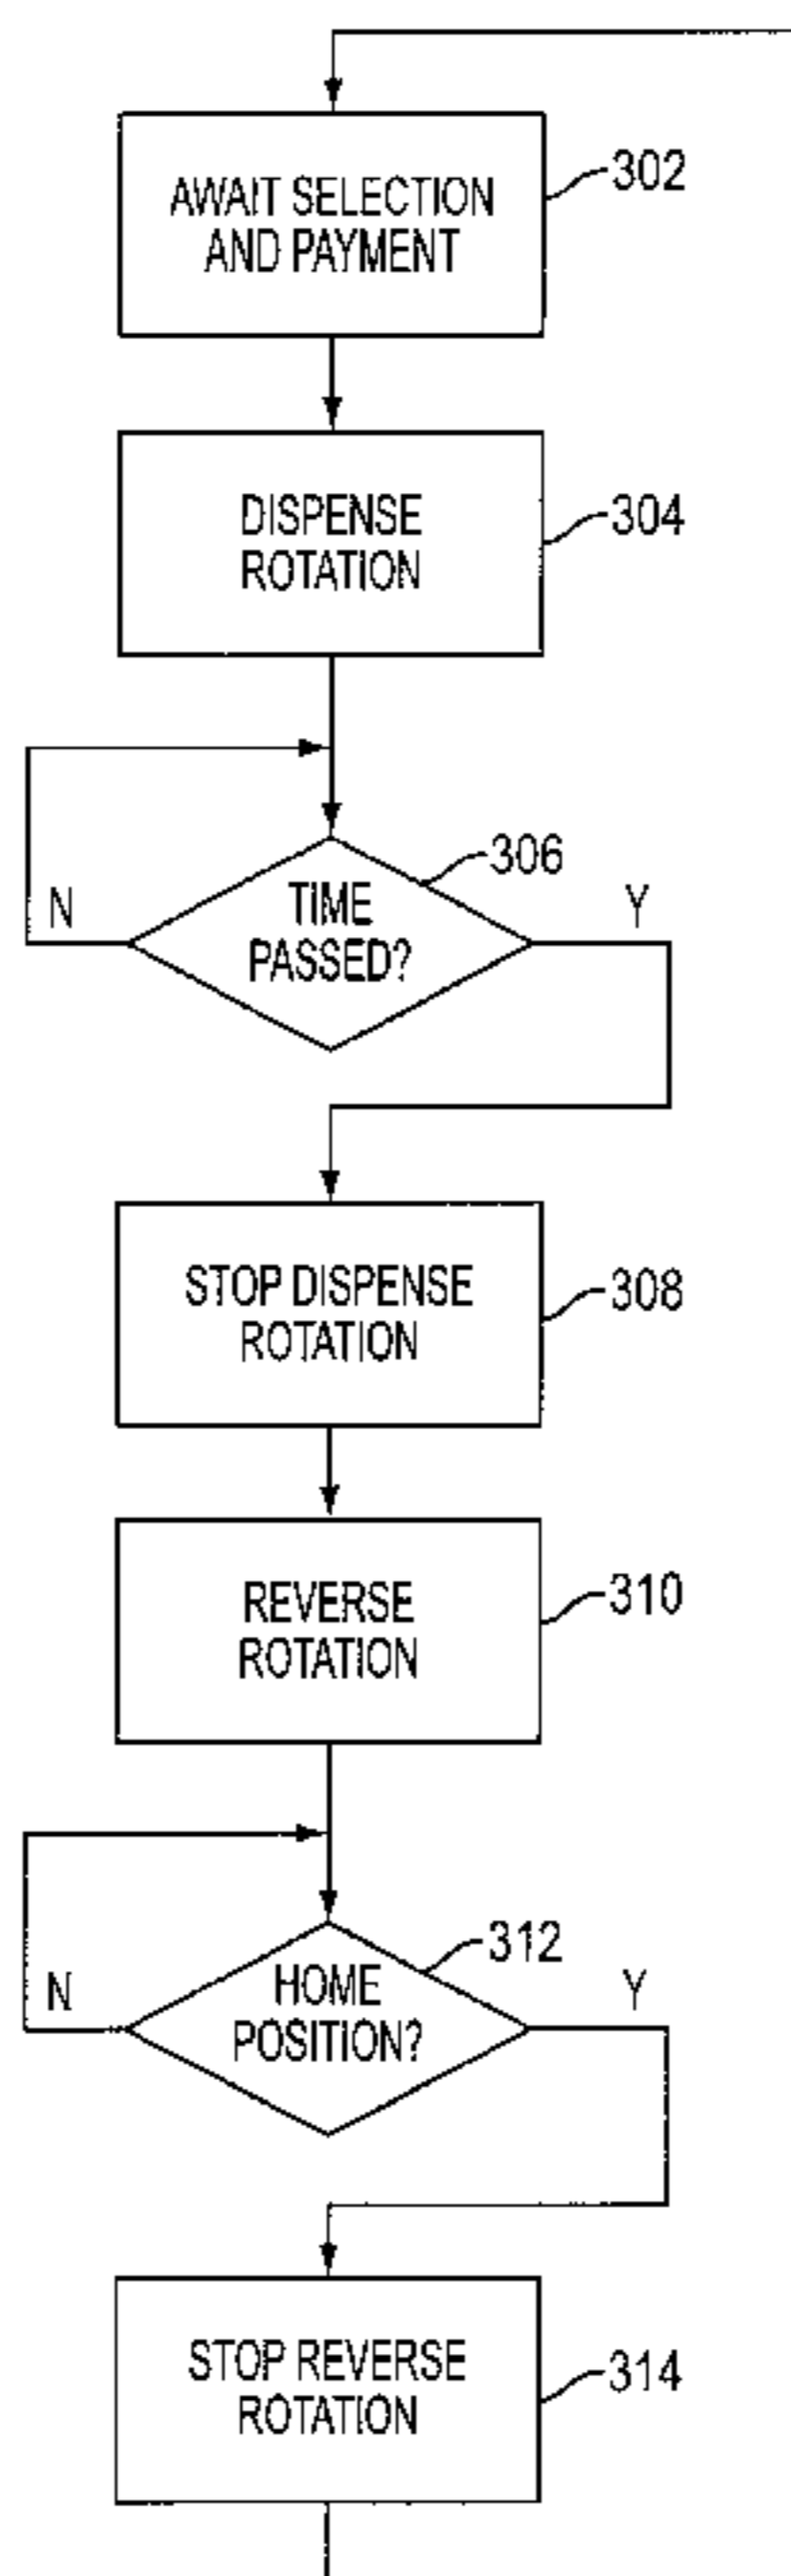 AWAIT SELECTION
AND PAYMENT
302
DISPENSE
ROTATION
304
306
TIME
PASSED?
N
Y
STOP DISPENSE
ROTATION
308
REVERSE
ROTATION
310
312
HOME
POSITION?
N
Y
STOP REVERSE
ROTATION
314